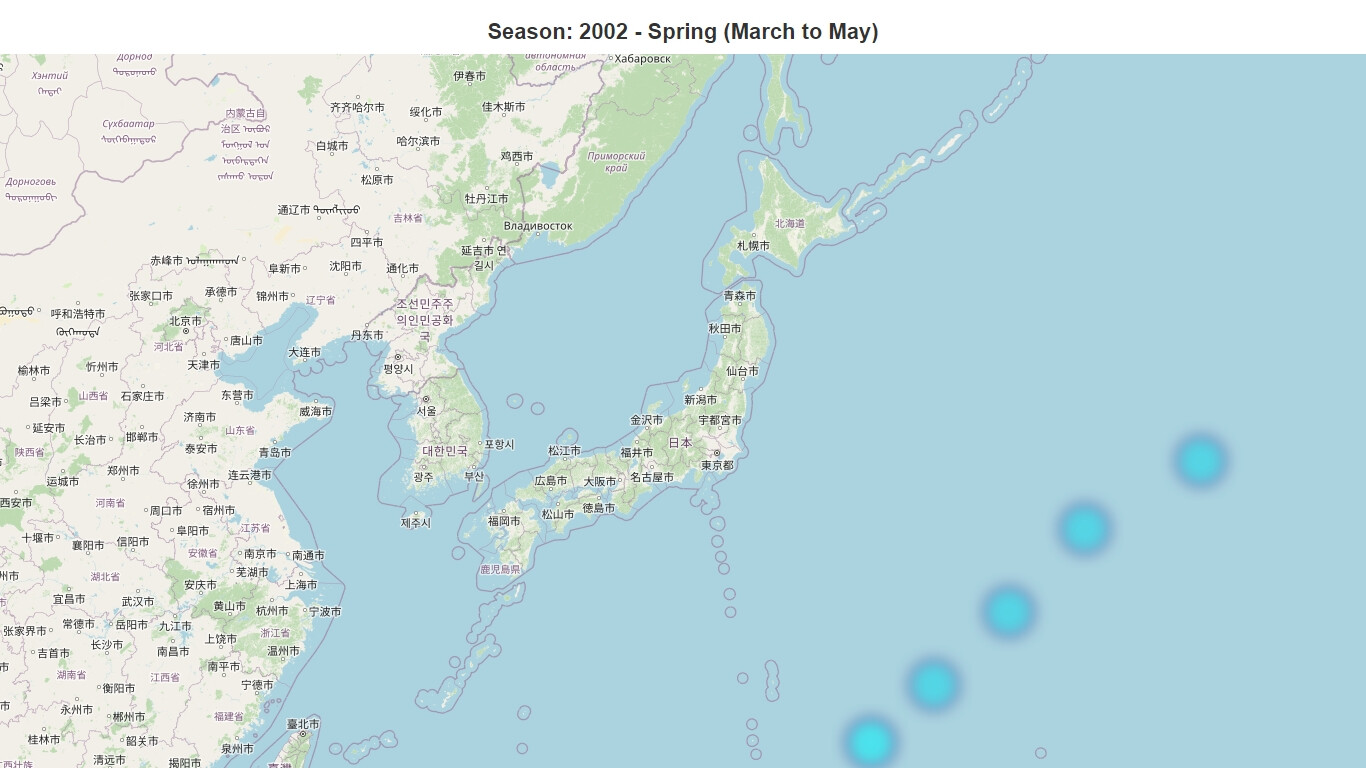 Season: 2002 - Spring (March to May)
Дорнод
автономная
область
Хабаровск
Хэнтий
伊春市
齐齐哈尔市
绥化市
佳木斯市
内蒙古自
治区
Сүхбаатар
白城市
哈尔滨市
鸡西市
Приморский
край
Дорноговь
松原市
牡丹江市
通辽市
吉林省
北海道
Владивосток
四平市
札幌市
延吉市 연
길시
赤峰市
阜新市
沈阳市
通化市
张家口市
承德市
锦州市
辽宁省
조선민주주
의인민공화
국
青森市
呼和浩特市
北京市
河北省
唐山市
丹东市
秋田市
大连市
天津市
평양시
榆林市
忻州市
仙台市
吕梁市
山西省
石家庄市
东营市
威海市
서울
新潟市
济南市
金沢市
宇都宮市
延安市
长治市
邯郸市
山东省
日本
陕西省
泰安市
青岛市
대한민국
포항시
松江市
福井市
東京都
运城市
郑州市
徐州市
连云港市
광주
부산
広島市
大阪市
名古屋市
西安市
河南省
周口市
宿州市
제주시
福岡市
松山市
徳島市
十堰市
襄阳市
信阳市
阜阳市
江苏省
安徽省
南京市
南通市
鹿児島県
州市
湖北省
安庆市
芜湖市
上海市
宜昌市
武汉市
黄山市
杭州市
宁波市
张家界市
常德市
岳阳市
九江市
上饶市
浙江省
吉首市
长沙市
南昌市
温州市
湖南省
江西省
南平市
衡阳市
宁德市
永州市
郴州市
福建省
臺北市
桂林市
韶关市
泉州市
清远市
揭阳市